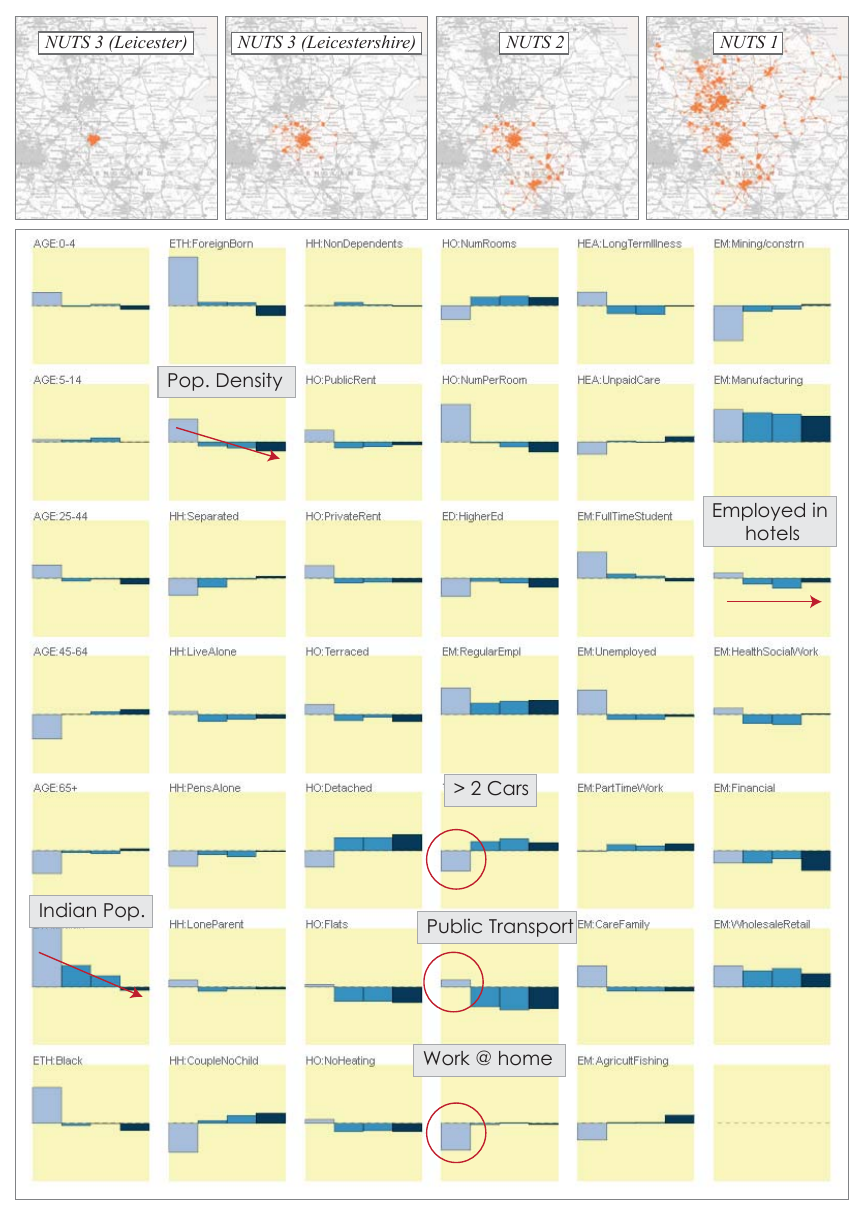 NUTS 3 (Leicester)
NUTS 3 (Leicestershire)
NUTS 2
NUTS 1
AGE:0-4
ETH:ForeignBorn
HH:NonDependents
HO:NumRooms
HEA:LongTermIllness
EM:Mining/constrn
AGE:5-14
Pop. Density
HO:PublicRent
HO:NumPerRoom
HEA:UnpaidCare
EM:Manufacturing
AGE:25-44
HH:Separated
HO:PrivateRent
ED:HigherEd
EM:FullTimeStudent
Employed in
hotels
AGE:45-64
HH:LiveAlone
HO:Terraced
EM:RegularEmpl
EM:Unemployed
EM:HealthSocialWork
AGE:65+
HH:PensAlone
HO:Detached
> 2 Cars
EM:PartTimeWork
EM:Financial
Indian Pop.
HH:LoneParent
HO:Flats
Public Transport
EM:CareFamily
EM:WholesaleRetail
ETH:Black
HH:CoupleNoChild
HO:NoHeating
Work @ home
EM:AgricultFishing